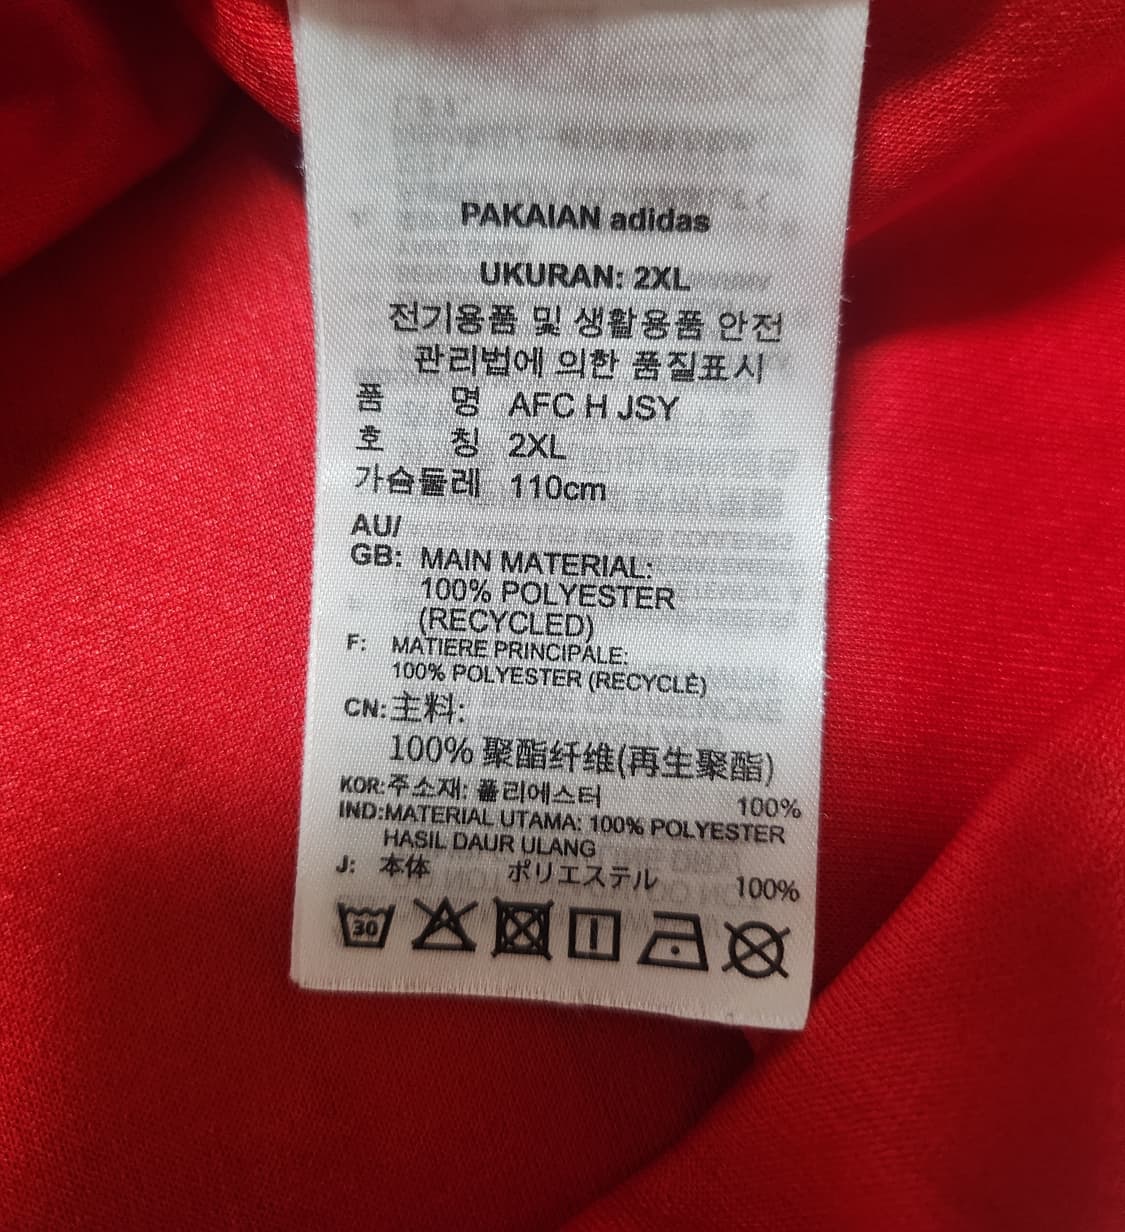 PAKAIAN adidas
UKURAN: 2XL
전기용품 및 생활용품 안전
관리법에 의한 품질표시
품 명 AFC H JSY
호 칭 2XL
가슴둘레 110cm
AU/
GB: MAIN MATERIAL:
100% POLYESTER
(RECYCLED)
F: MATIERE PRINCIPALE:
100% POLYESTER (RECYCLÉ)
CN:主料:
100% 聚酯纤维(再生聚酯)
KOR:주소재: 폴리에스터 100%
IND:MATERIAL UTAMA: 100% POLYESTER
HASIL DAUR ULANG
J: 本体 ポリエステル 100%
30